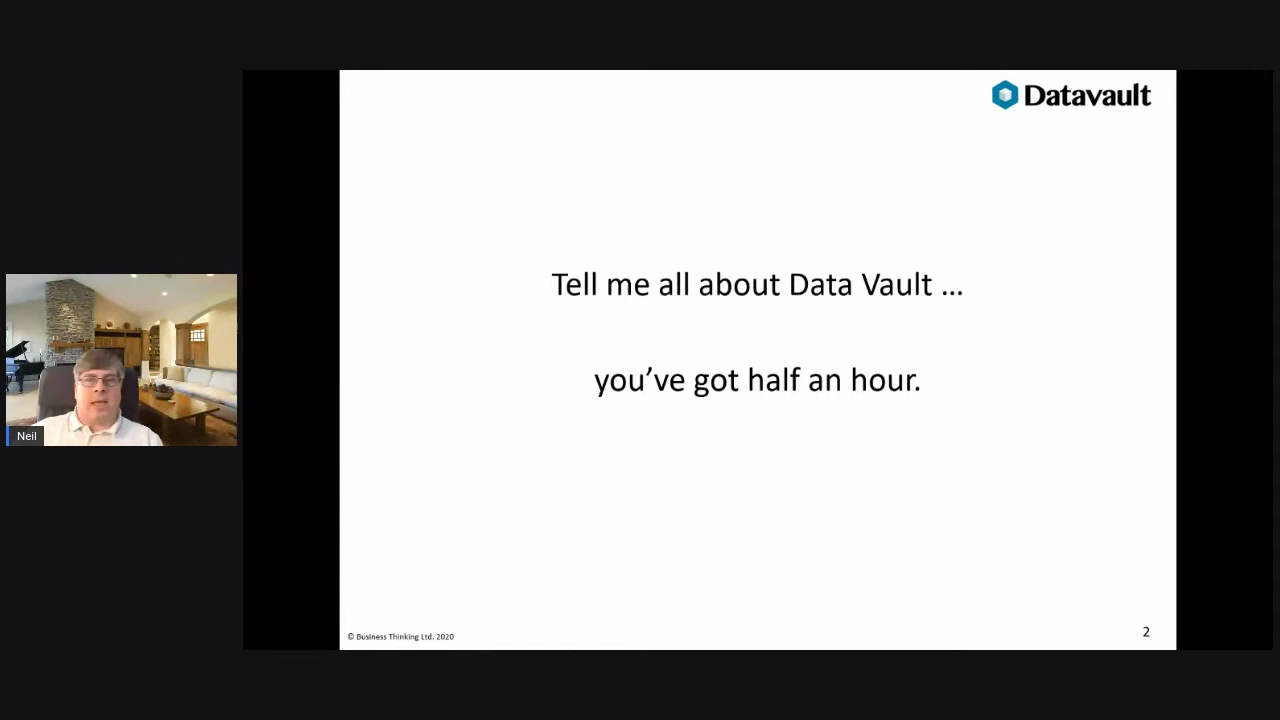 Datavault
Tell me all about Data Vault ...
you’ve got half an hour.
Neil
© Business Thinking Ltd. 2020
2